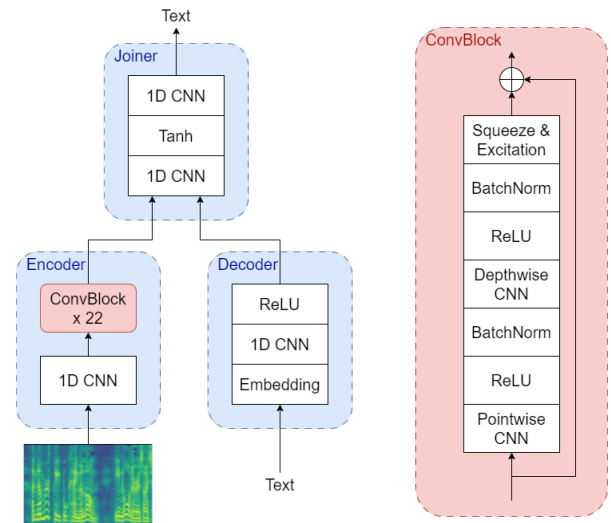 Text
Joiner
1D CNN
Tanh
1D CNN
Encoder
ConvBlock
x 22
1D CNN
Decoder
ReLU
1D CNN
Embedding
Text
ConvBlock
Squeeze &
Excitation
BatchNorm
ReLU
Depthwise
CNN
BatchNorm
ReLU
Pointwise
CNN